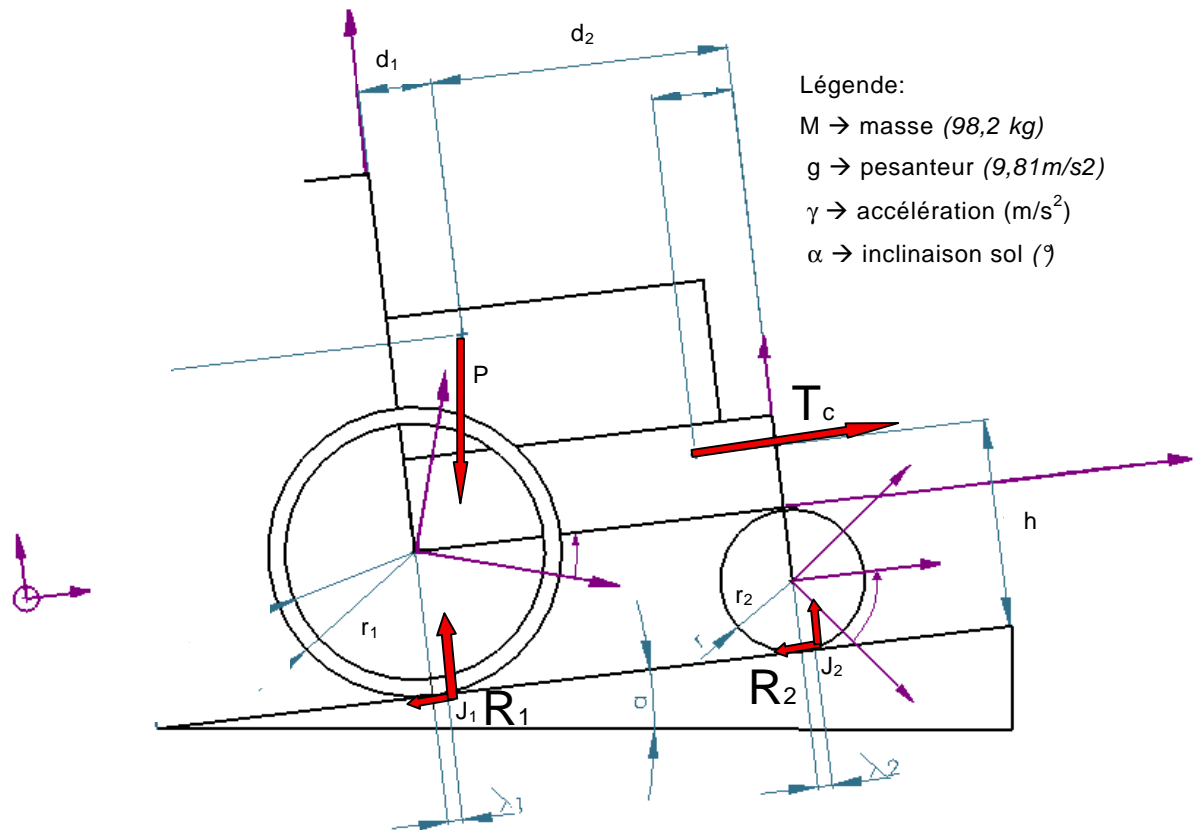 d₁
d₂
Légende:
M → masse (98,2 kg)
g → pesanteur (9,81m/s2)
γ → accélération (m/s²)
α → inclinaison sol (°)
P
Tc
h
r₁
r₂
r
J₁
R₁
R₂
J₂
α
λ1
λ2